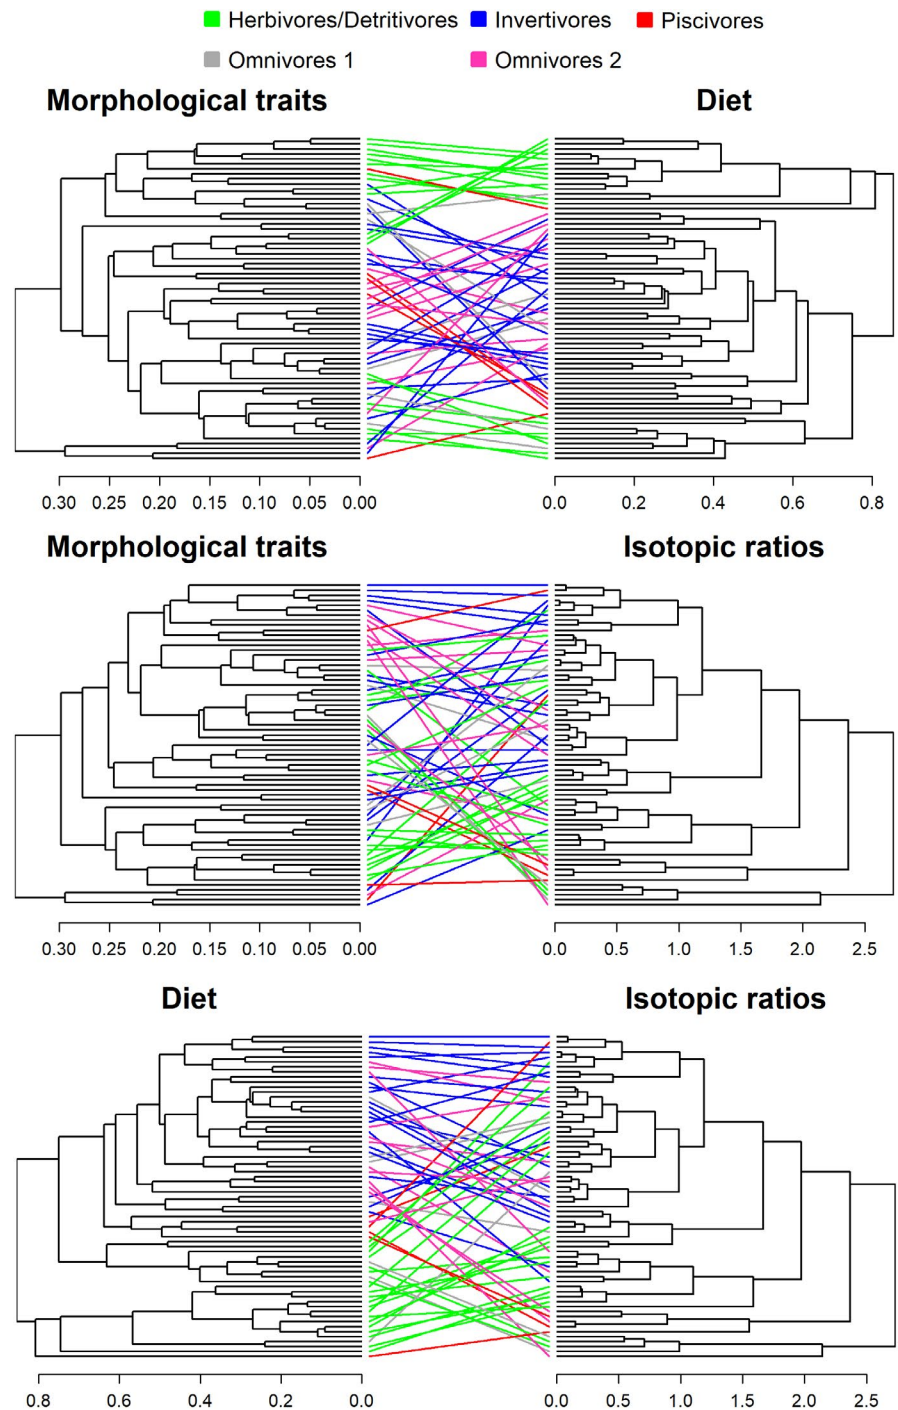 Herbivores/Detritivores Invertivores Piscivores
Omnivores 1 Omnivores 2
Morphological traits Diet
0.30 0.25 0.20 0.15 0.10 0.05 0.00 0.0 0.2 0.4 0.6 0.8
Morphological traits Isotopic ratios
0.30 0.25 0.20 0.15 0.10 0.05 0.00 0.0 0.5 1.0 1.5 2.0 2.5
Diet Isotopic ratios
0.8 0.6 0.4 0.2 0.0 0.0 0.5 1.0 1.5 2.0 2.5